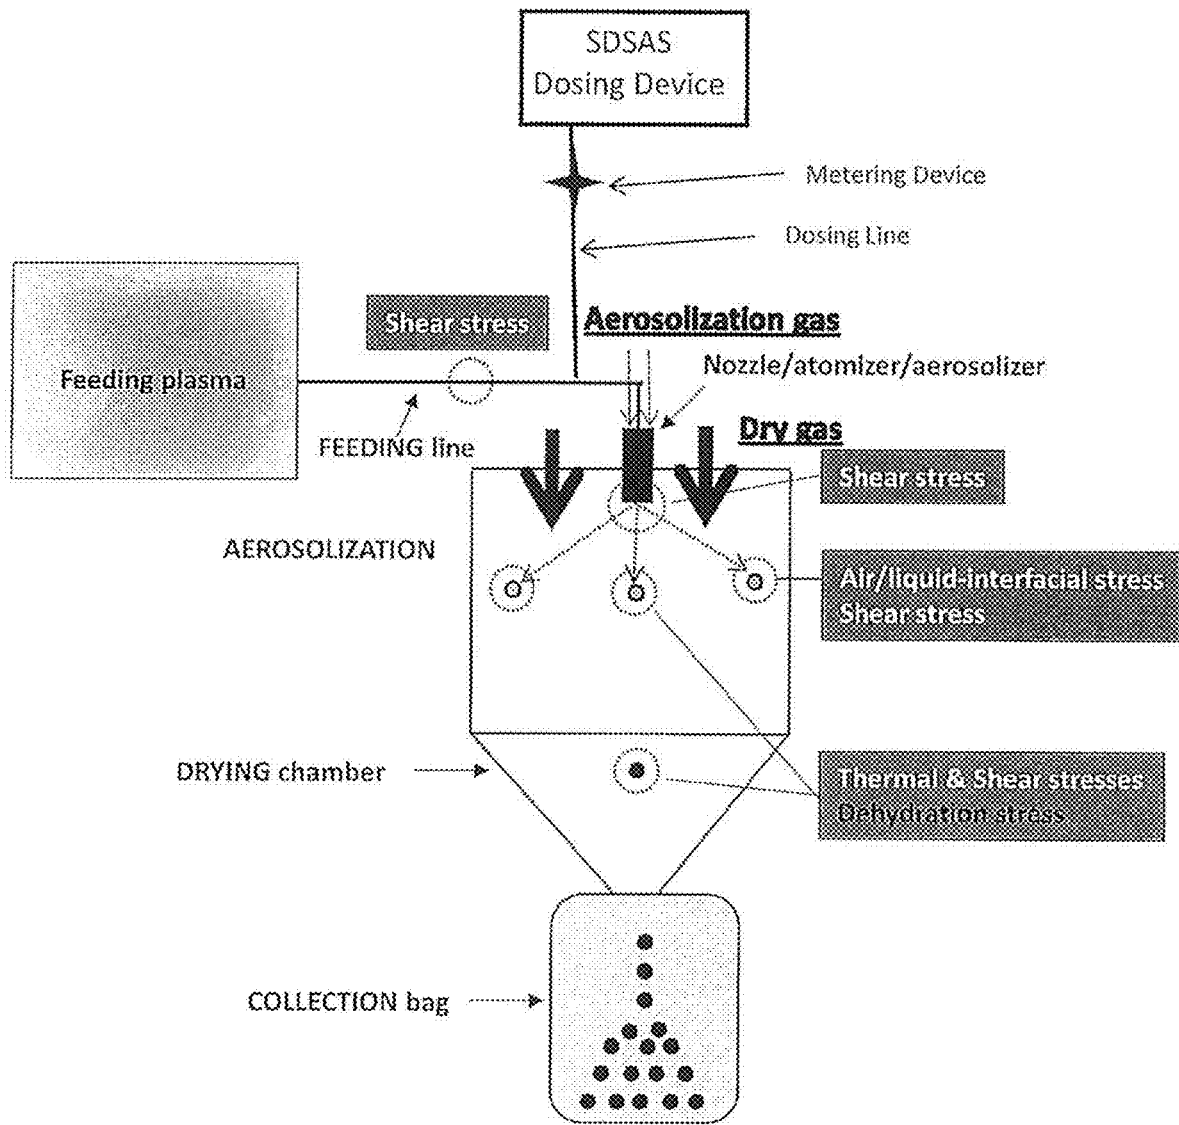 SDSAS
Dosing Device
Metering Device
Dosing Line
Shear stress
Aerosolization gas
Feeding plasma
Nozzle/atomizer/aerosolizer
FEEDING line
Dry gas
Shear stress
AEROSOLIZATION
Air/liquid-interfacial stress
Shear stress
DRYING chamber
Thermal & Shear stresses
Dehydration stress
COLLECTION bag